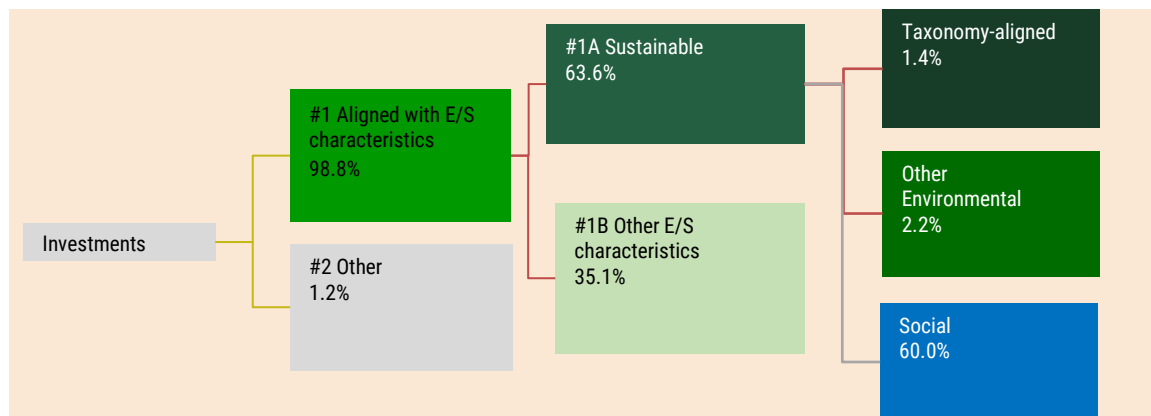 Investments
#1 Aligned with E/S
characteristics
98.8%
#2 Other
1.2%
#1A Sustainable
63.6%
#1B Other E/S
characteristics
35.1%
Taxonomy-aligned
1.4%
Other
Environmental
2.2%
Social
60.0%